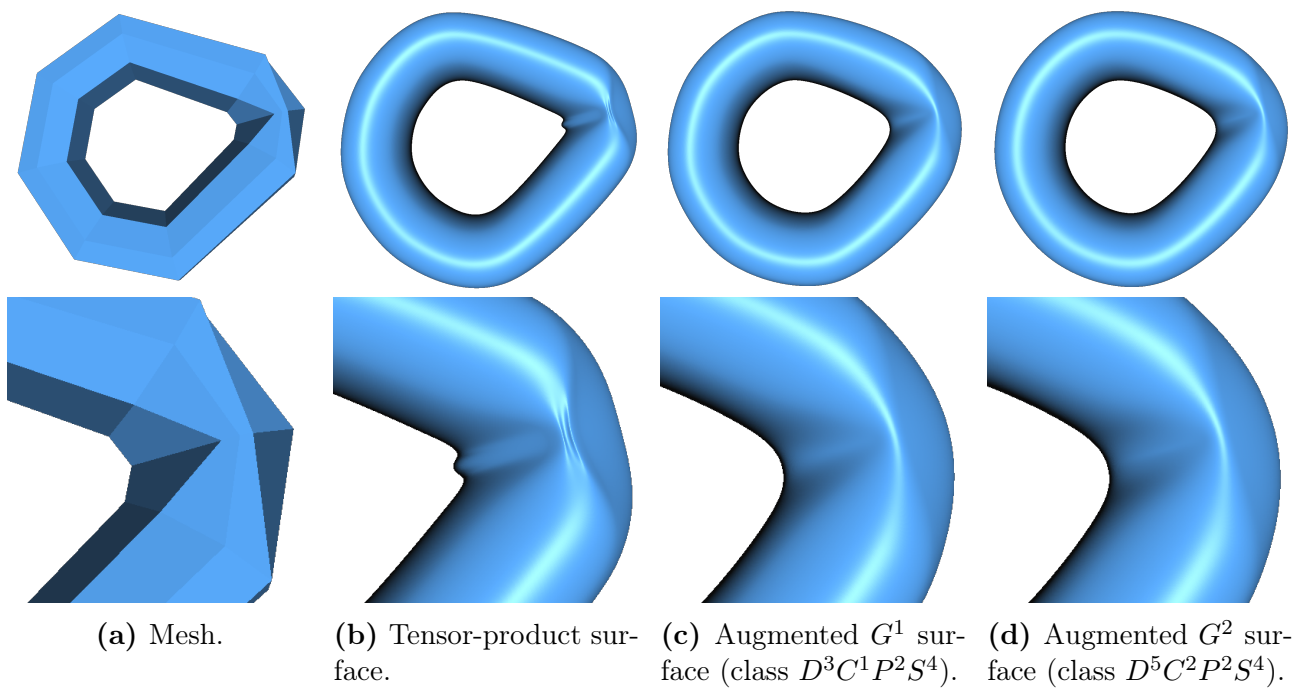 (a) Mesh.
(b) Tensor-product sur-
face.
(c) Augmented G¹ sur-
face (class D³C¹P²S⁴).
(d) Augmented G² sur-
face (class D⁵C²P²S⁴).